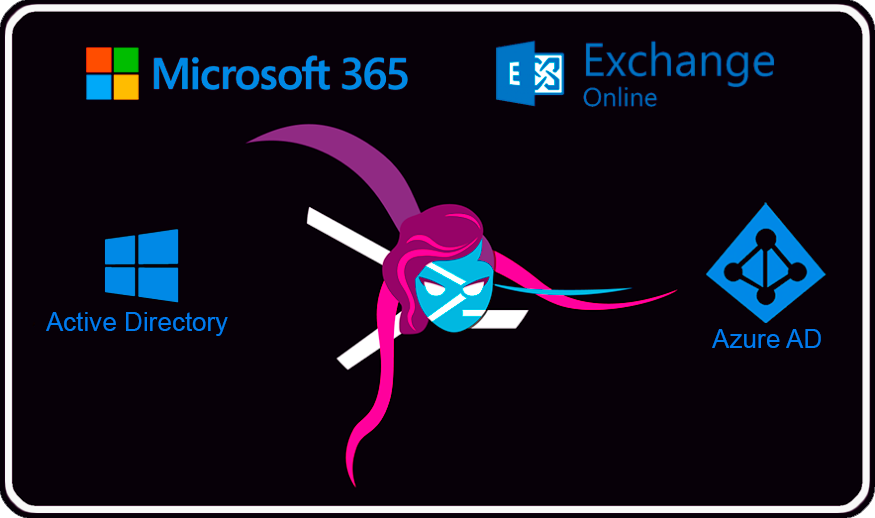 Microsoft 365
E
Exchange
Online
Active Directory
Azure AD